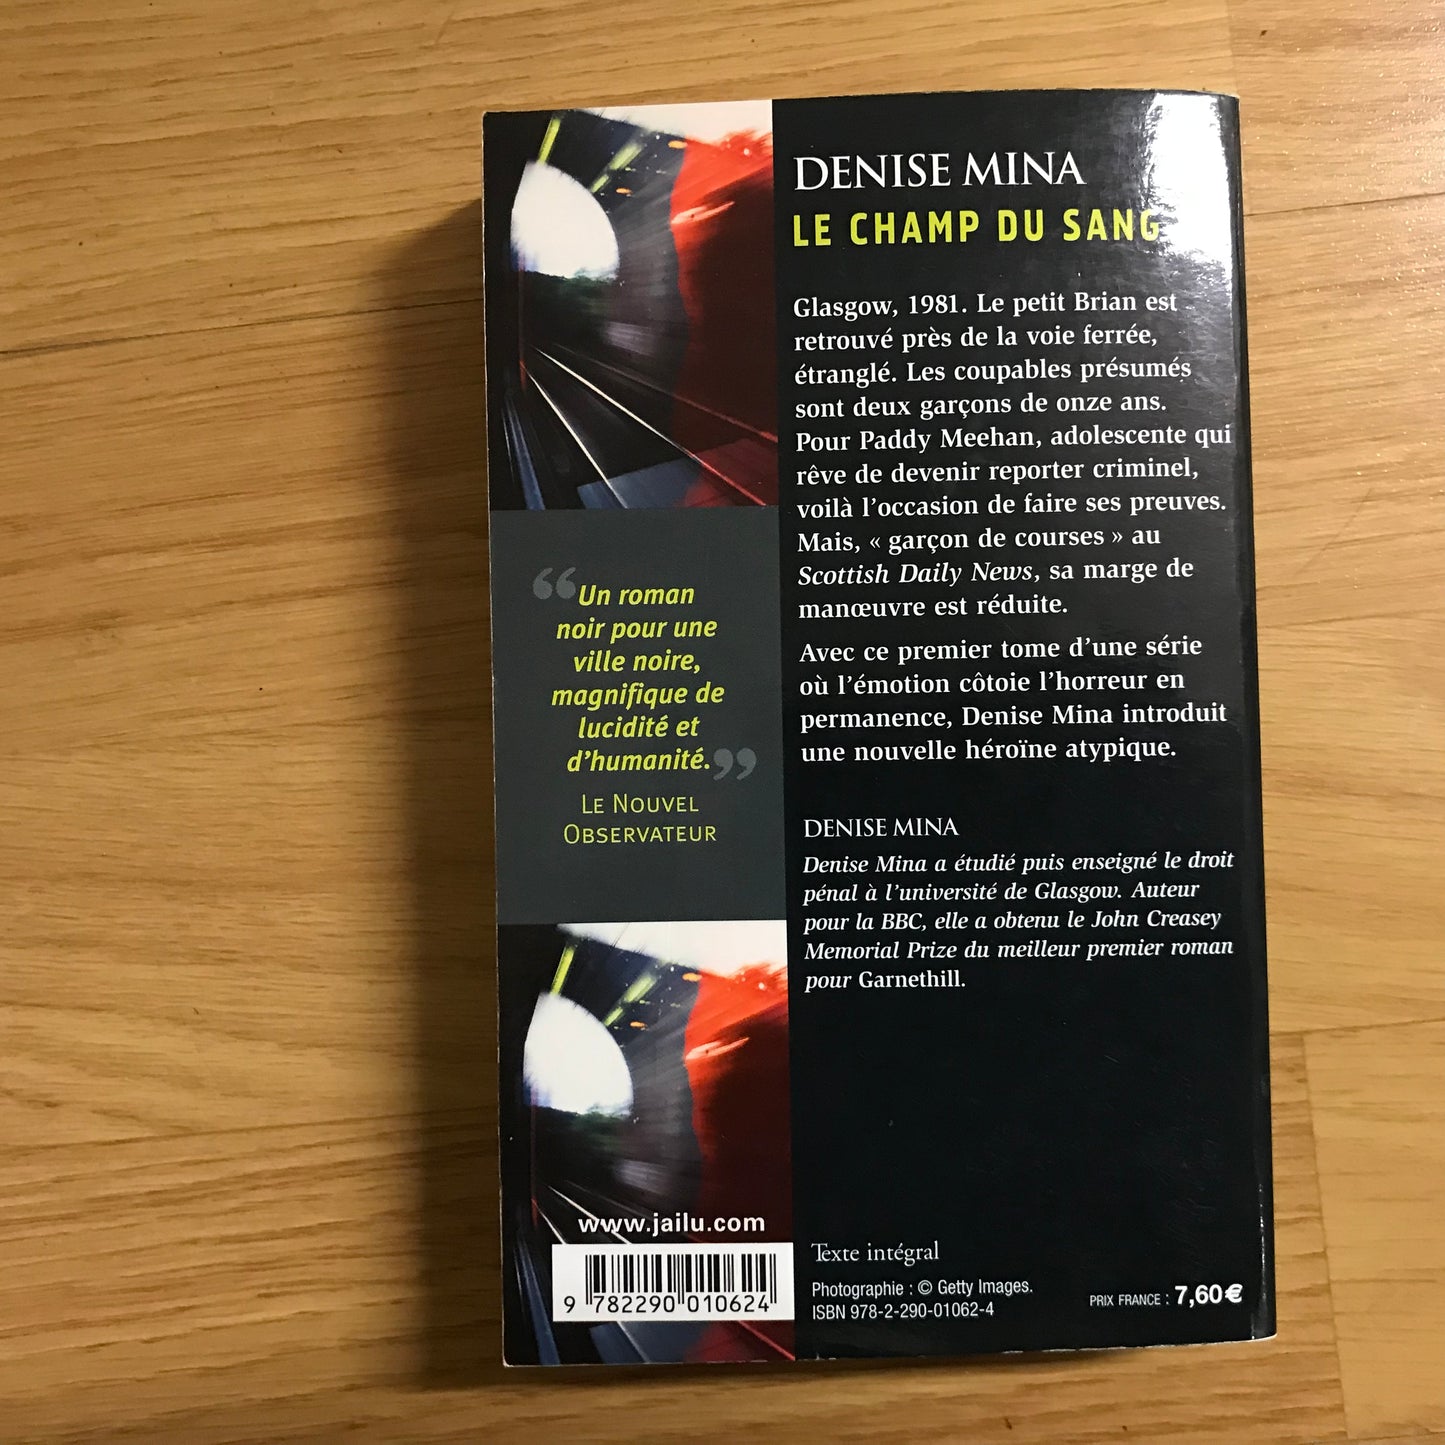 DENISE MINA
LE CHAMP DU SANG
Glasgow, 1981. Le petit Brian est
retrouvé près de la voie ferrée,
étranglé. Les coupables présumés
sont deux garçons de onze ans.
Pour Paddy Meehan, adolescente qui
rêve de devenir reporter criminel,
voilà l'occasion de faire ses preuves.
Mais, « garçon de courses » au
Scottish Daily News, sa marge de
manœuvre est réduite.
Avec ce premier tome d'une série
où l'émotion côtoie l'horreur en
permanence, Denise Mina introduit
une nouvelle héroïne atypique.
“Un roman
noir pour une
ville noire,
magnifique de
lucidité et
d'humanité.”
LE NOUVEL
OBSERVATEUR
DENISE MINA
Denise Mina a étudié puis enseigné le droit
pénal à l'université de Glasgow. Auteur
pour la BBC, elle a obtenu le John Creasey
Memorial Prize du meilleur premier roman
pour Garnethill.
www.jailu.com
9 782290 010624
Texte intégral
Photographie : © Getty Images.
ISBN 978-2-290-01062-4
PRIX FRANCE : 7,60€